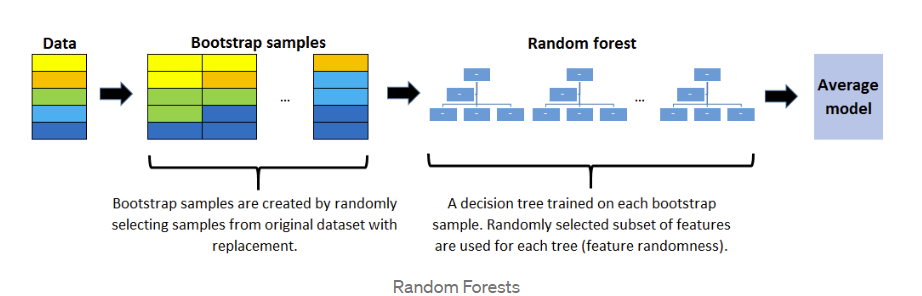 Data
Bootstrap samples
Random forest
...
...
Average
model
Bootstrap samples are created by randomly
selecting samples from original dataset with
replacement.
A decision tree trained on each bootstrap
sample. Randomly selected subset of features
are used for each tree (feature randomness).
Random Forests